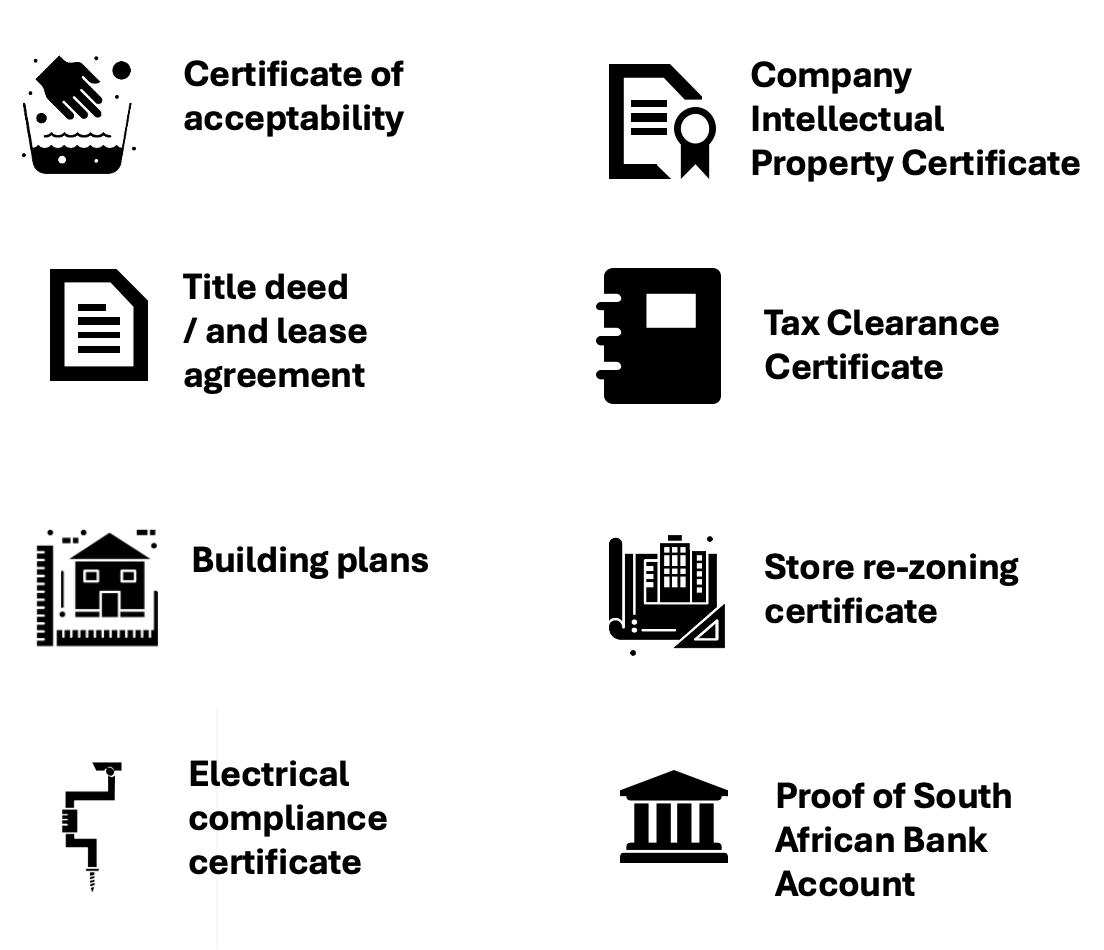 Certificate of
acceptability
Company
Intellectual
Property Certificate
Title deed
/ and lease
agreement
Tax Clearance
Certificate
Building plans
Store re-zoning
certificate
Electrical
compliance
certificate
Proof of South
African Bank
Account